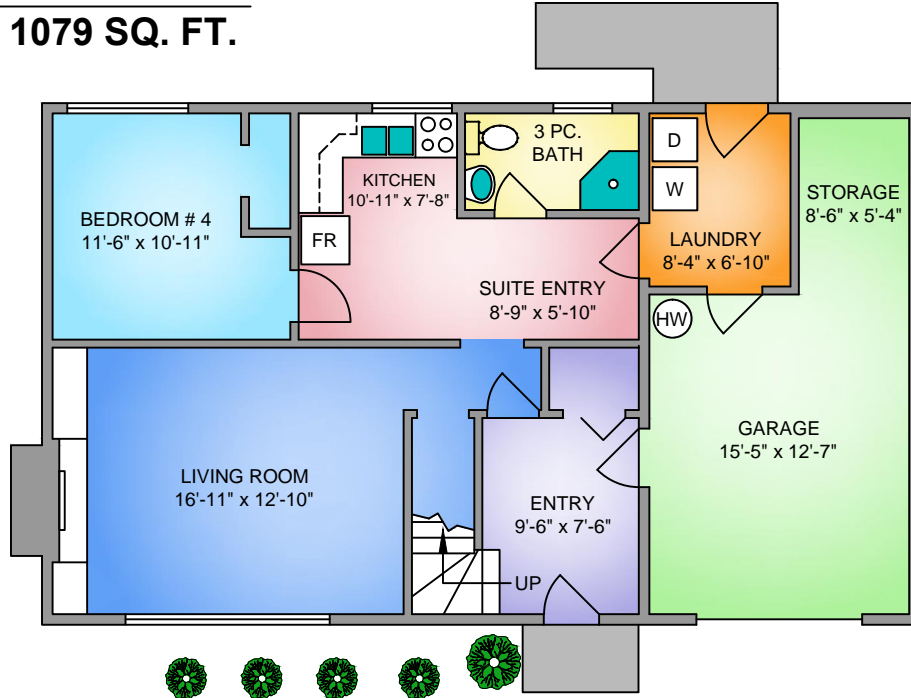 1079 SQ. FT.
3 PC.
BATH
D
W
KITCHEN
10'-11" x 7'-8"
BEDROOM # 4
11'-6" x 10'-11"
STORAGE
8'-6" x 5'-4"
FR
LAUNDRY
8'-4" x 6'-10"
SUITE ENTRY
8'-9" x 5'-10"
HW
GARAGE
15'-5" x 12'-7"
LIVING ROOM
16'-11" x 12'-10"
ENTRY
9'-6" x 7'-6"
UP